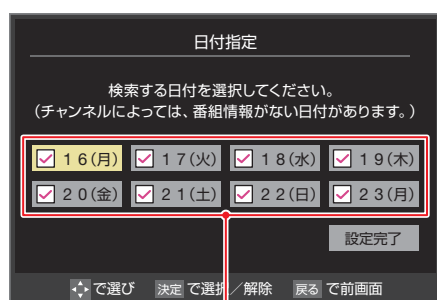 日付指定
検索する日付を選択してください。
(チャンネルによっては、番組情報がない日付があります。)
16(月) 17(火) 18(水) 19(木)
20(金) 21(土) 22(日) 23(月)
設定完了
で選び 決定 で選択／解除 戻る で前画面